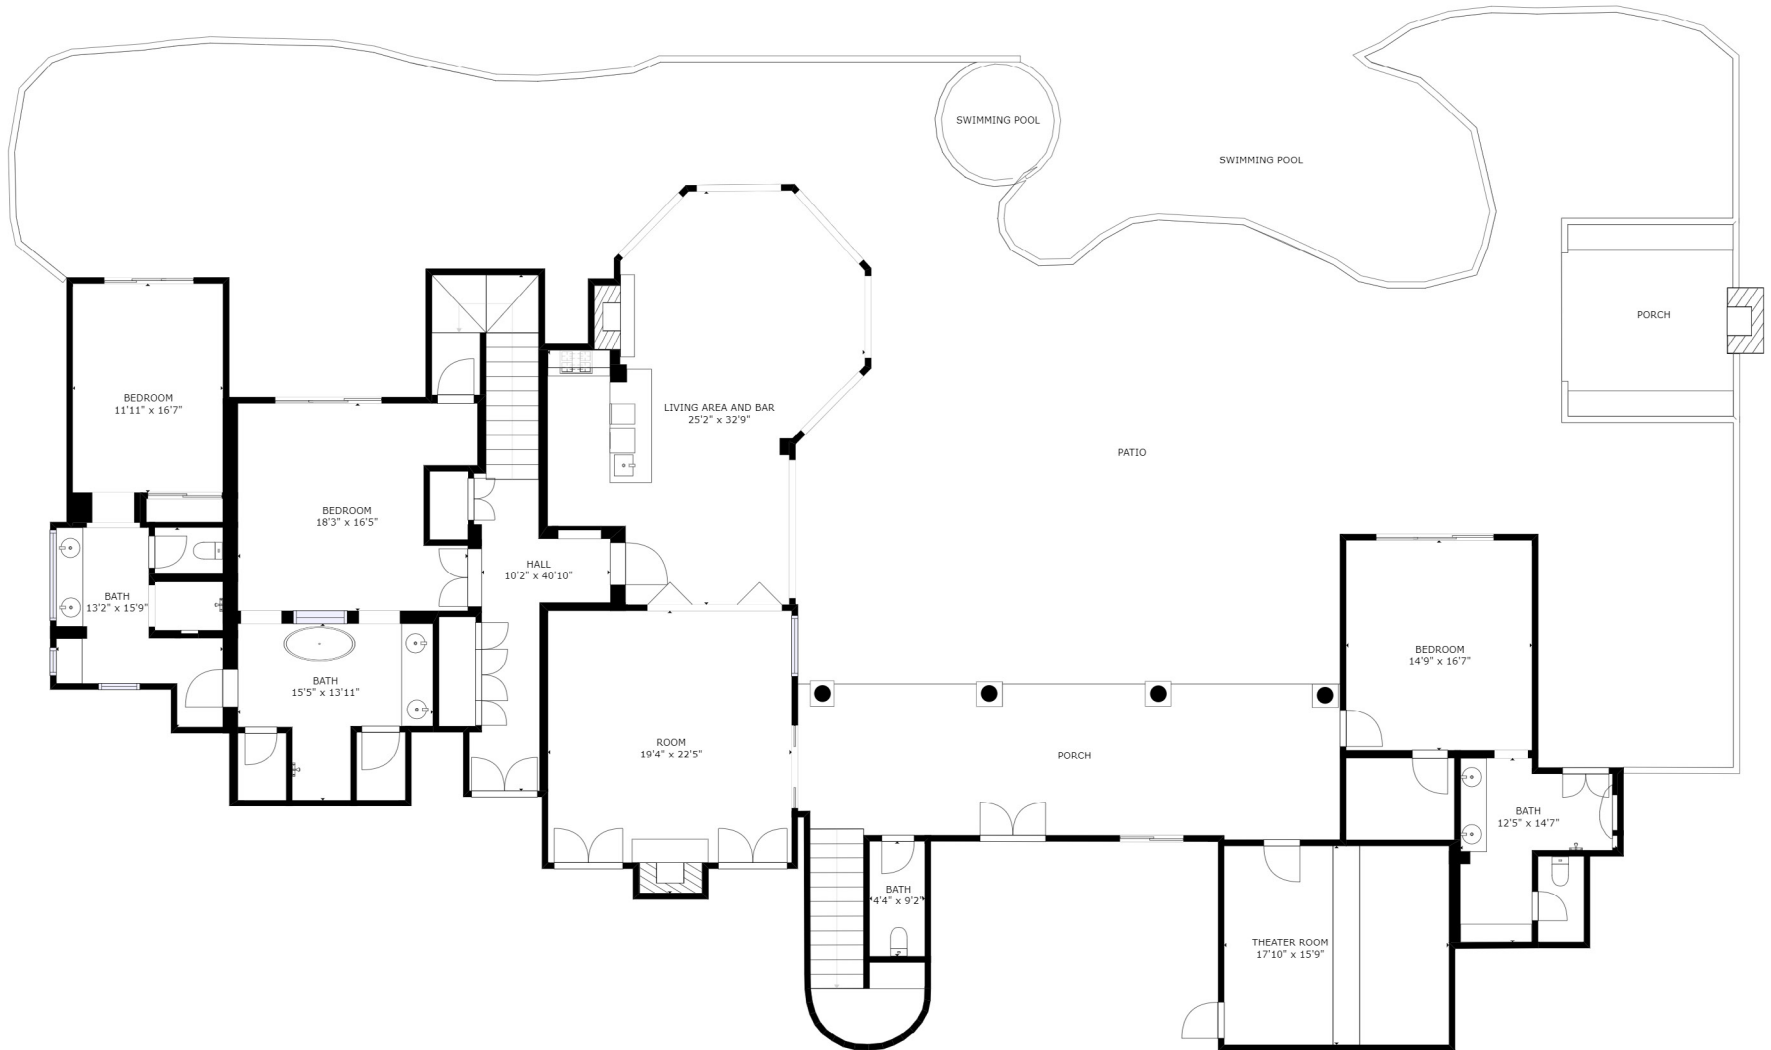 SWIMMING POOL
SWIMMING POOL
PORCH
BEDROOM
11'11" x 16'7"
LIVING AREA AND BAR
25'2" x 32'9"
PATIO
BEDROOM
18'3" x 16'5"
HALL
10'2" x 40'10"
BATH
13'2" x 15'9"
BEDROOM
14'9" x 16'7"
BATH
15'5" x 13'11"
ROOM
19'4" x 22'5"
PORCH
BATH
12'5" x 14'7"
BATH
4'4" x 9'2"
THEATER ROOM
17'10" x 15'9"